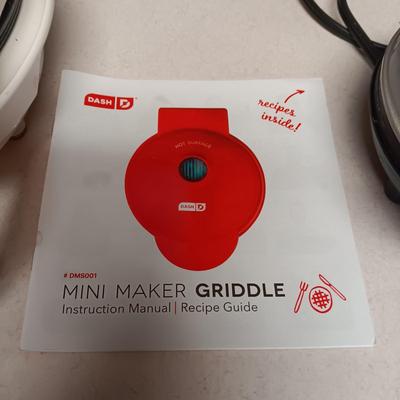 DASH D
recipes
inside!
HOT SURFACE
DASH D
# DMS001
MINI MAKER GRIDDLE
Instruction Manual | Recipe Guide